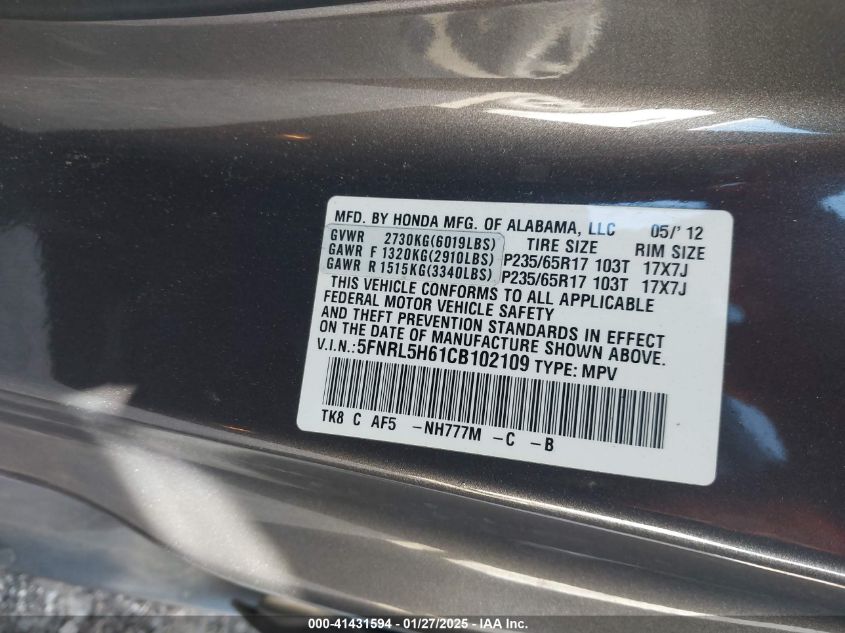 MFD. BY HONDA MFG. OF ALABAMA, LLC 05/' 12
GVWR 2730KG(6019LBS) TIRE SIZE RIM SIZE
GAWR F 1320KG(2910LBS) P235/65R17 103T 17X7J
GAWR R 1515KG(3340LBS) P235/65R17 103T 17X7J
THIS VEHICLE CONFORMS TO ALL APPLICABLE
FEDERAL MOTOR VEHICLE SAFETY
AND THEFT PREVENTION STANDARDS IN EFFECT
ON THE DATE OF MANUFACTURE SHOWN ABOVE.
V.I.N.:5FNRL5H61CB102109 TYPE: MPV
TK8 C AF5 -NH777M -C -B
000-41431594 - 01/27/2025 - IAA Inc.